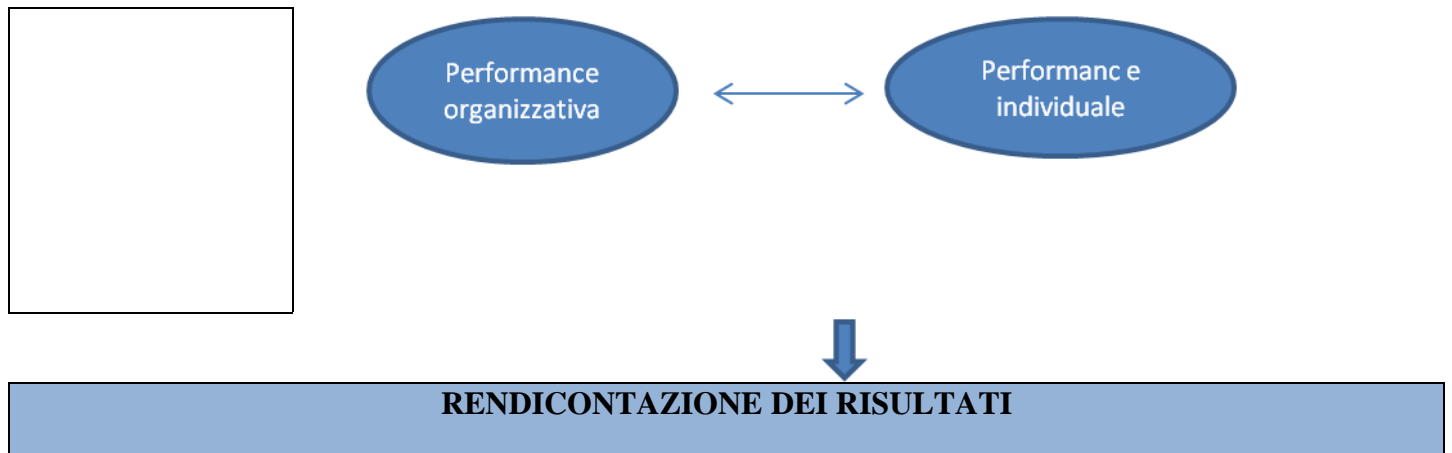 Performance
organizzativa
Performanc e
individuale
RENDICONTAZIONE DEI RISULTATI